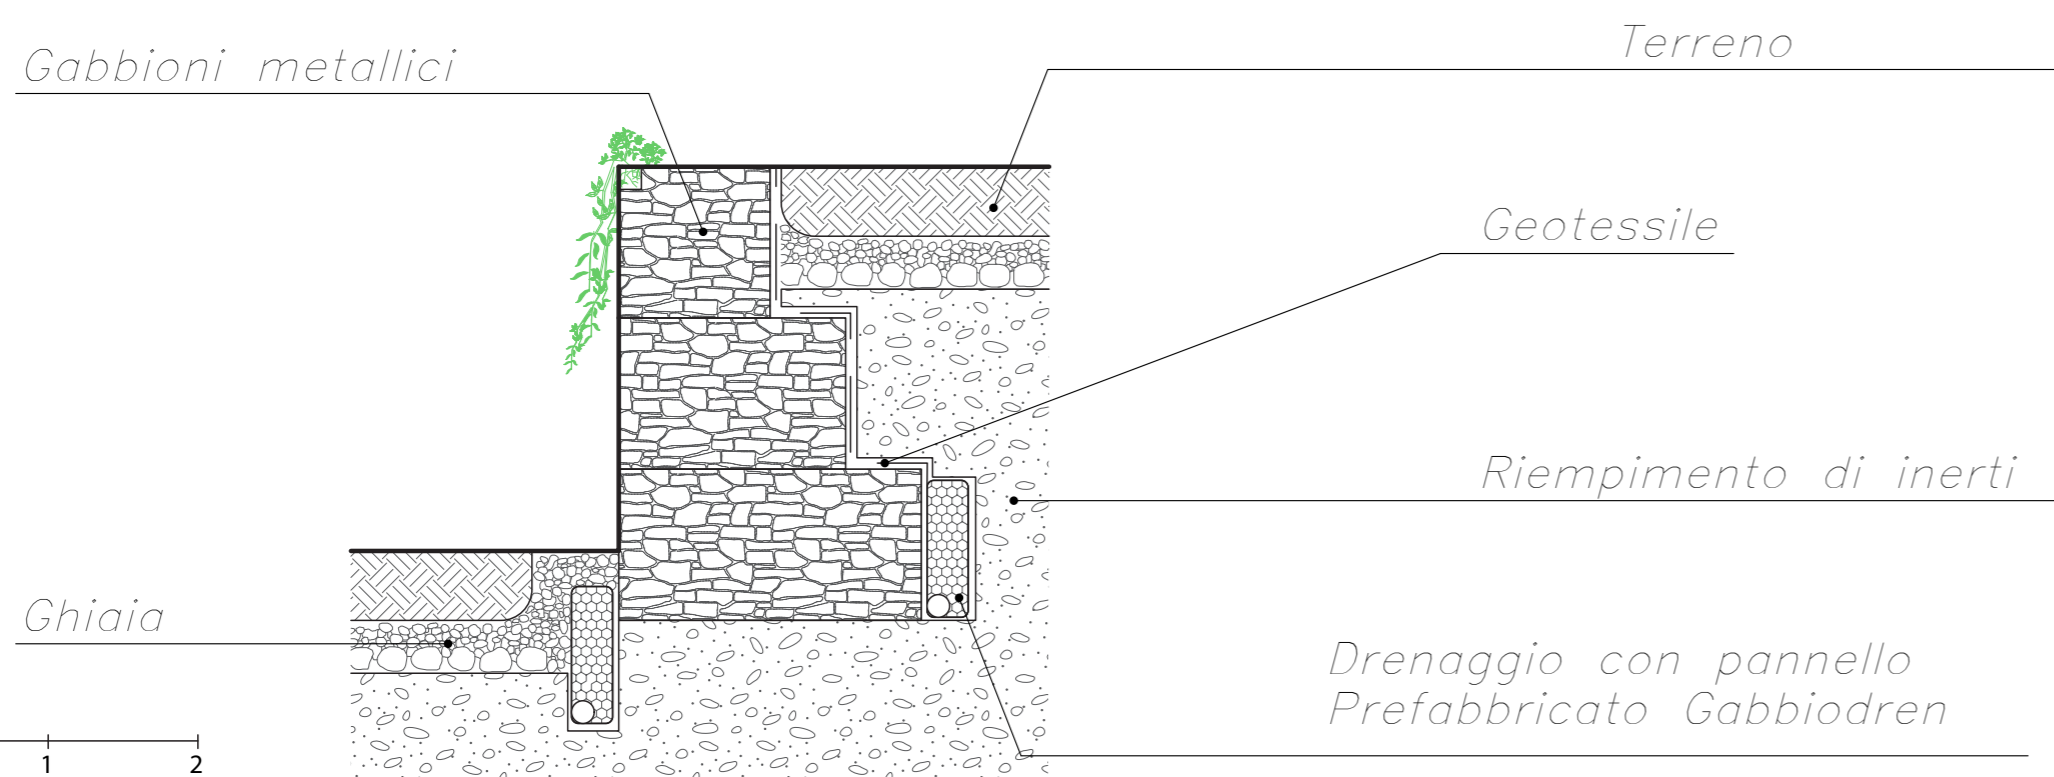 Terreno
Gabbioni metallici
Geotessile
Riempimento di inerti
Ghiaia
Drenaggio con pannello
Prefabbricato Gabbiodren
1 2